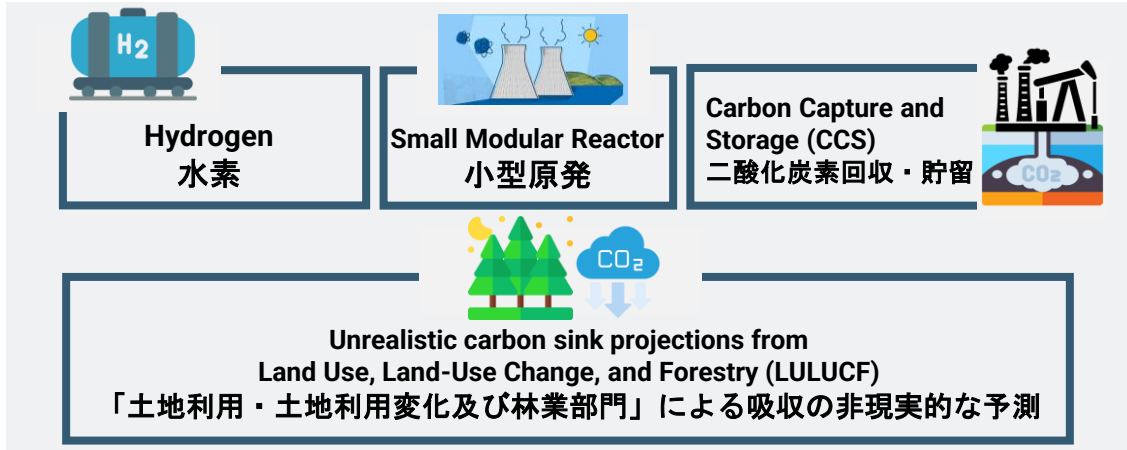 H2
Hydrogen
水素
Small Modular Reactor
小型原発
Carbon Capture and
Storage (CCS)
二酸化炭素回収・貯留
CO2
CO2
Unrealistic carbon sink projections from
Land Use, Land-Use Change, and Forestry (LULUCF)
「土地利用・土地利用変化及び林業部門」による吸収の非現実的な予測